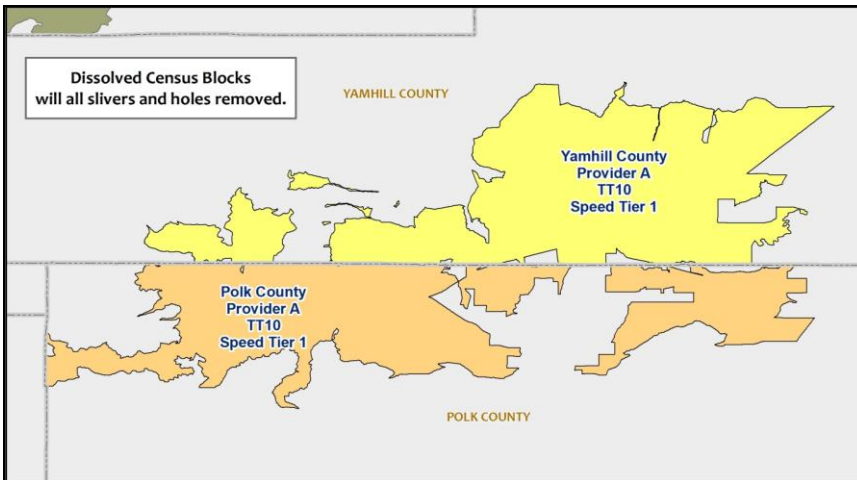 Dissolved Census Blocks
will all slivers and holes removed.
YAMHILL COUNTY
Yamhill County
Provider A
TT10
Speed Tier 1
Polk County
Provider A
TT10
Speed Tier 1
POLK COUNTY